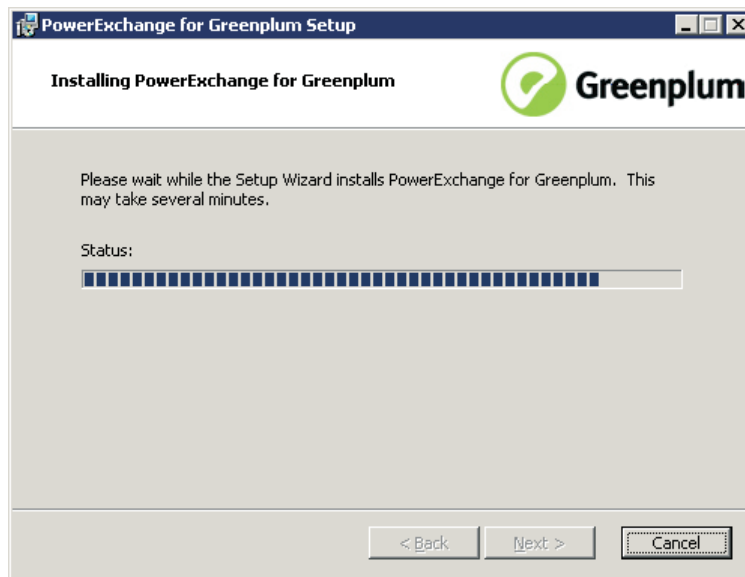 PowerExchange for Greenplum Setup
Installing PowerExchange for Greenplum
Greenplum
Please wait while the Setup Wizard installs PowerExchange for Greenplum. This
may take several minutes.
Status:
< Back Next > Cancel